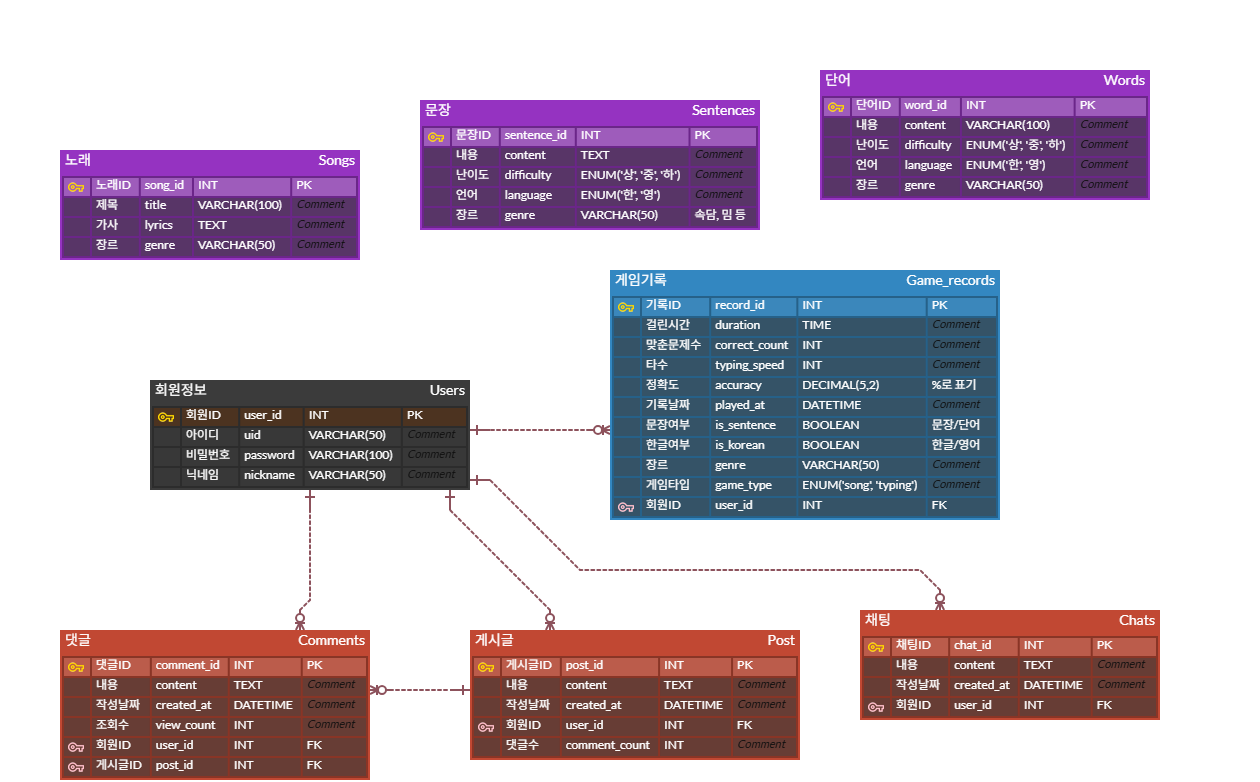 단어 Words
단어ID word_id INT PK
내용 content VARCHAR(100) Comment
난이도 difficulty ENUM('상', '중', '하') Comment
언어 language ENUM('한', '영') Comment
장르 genre VARCHAR(50) Comment
문장 Sentences
문장ID sentence_id INT PK
내용 content TEXT Comment
난이도 difficulty ENUM('상', '중', '하') Comment
언어 language ENUM('한', '영') Comment
장르 genre VARCHAR(50) 속담, 밈 등
노래 Songs
노래ID song_id INT PK
제목 title VARCHAR(100) Comment
가사 lyrics TEXT Comment
장르 genre VARCHAR(50) Comment
게임기록 Game_records
기록ID record_id INT PK
걸린시간 duration TIME Comment
맞춘문제수 correct_count INT Comment
타수 typing_speed INT Comment
정확도 accuracy DECIMAL(5,2) %로 표기
기록날짜 played_at DATETIME Comment
문장여부 is_sentence BOOLEAN 문장/단어
한글여부 is_korean BOOLEAN 한글/영어
장르 genre VARCHAR(50) Comment
게임타입 game_type ENUM('song', 'typing') Comment
회원ID user_id INT FK
회원정보 Users
회원ID user_id INT PK
아이디 uid VARCHAR(50) Comment
비밀번호 password VARCHAR(100) Comment
닉네임 nickname VARCHAR(50) Comment
댓글 Comments
댓글ID comment_id INT PK
내용 content TEXT Comment
작성날짜 created_at DATETIME Comment
조회수 view_count INT Comment
회원ID user_id INT FK
게시글ID post_id INT FK
게시글 Post
게시글ID post_id INT PK
내용 content TEXT Comment
작성날짜 created_at DATETIME Comment
회원ID user_id INT FK
댓글수 comment_count INT Comment
채팅 Chats
채팅ID chat_id INT PK
내용 content TEXT Comment
작성날짜 created_at DATETIME Comment
회원ID user_id INT FK